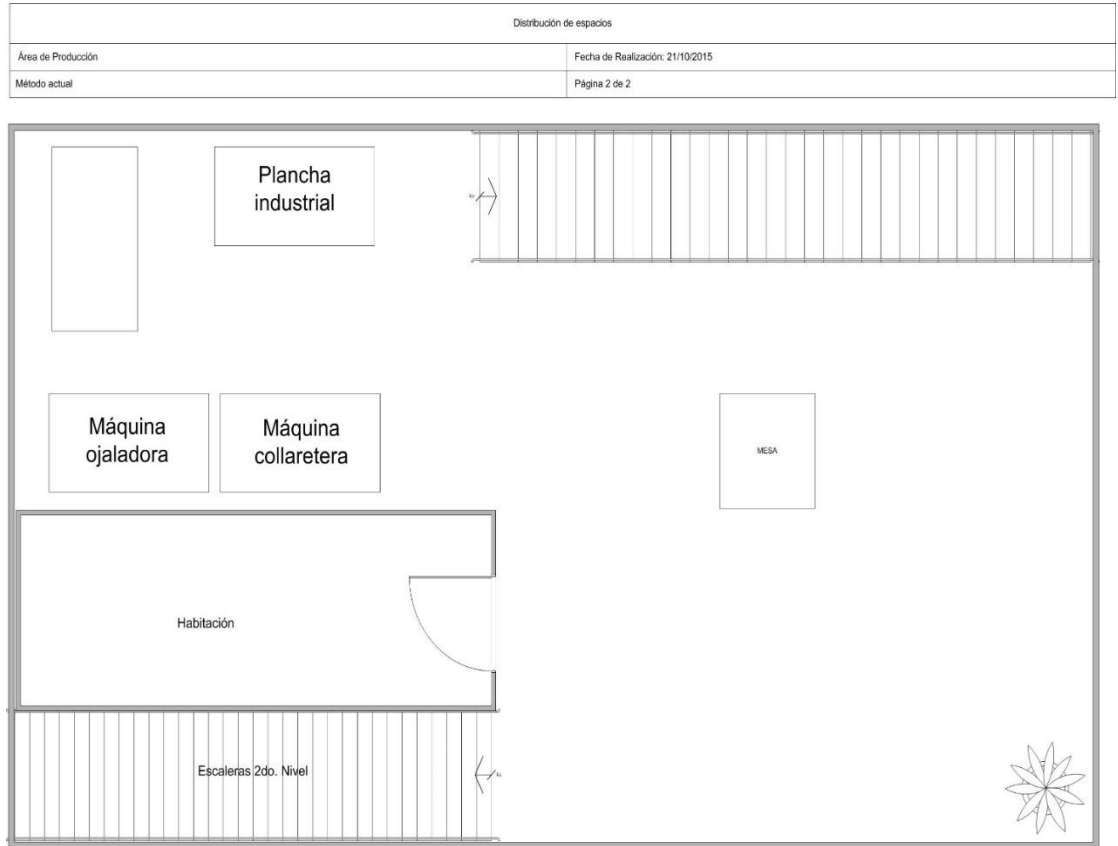 Distribución de espacios
Área de Producción
Fecha de Realización: 21/10/2015
Método actual
Página 2 de 2
Plancha
industrial
Máquina
ojaladora
Máquina
collaretera
MESA
Habitación
Escaleras 2do. Nivel